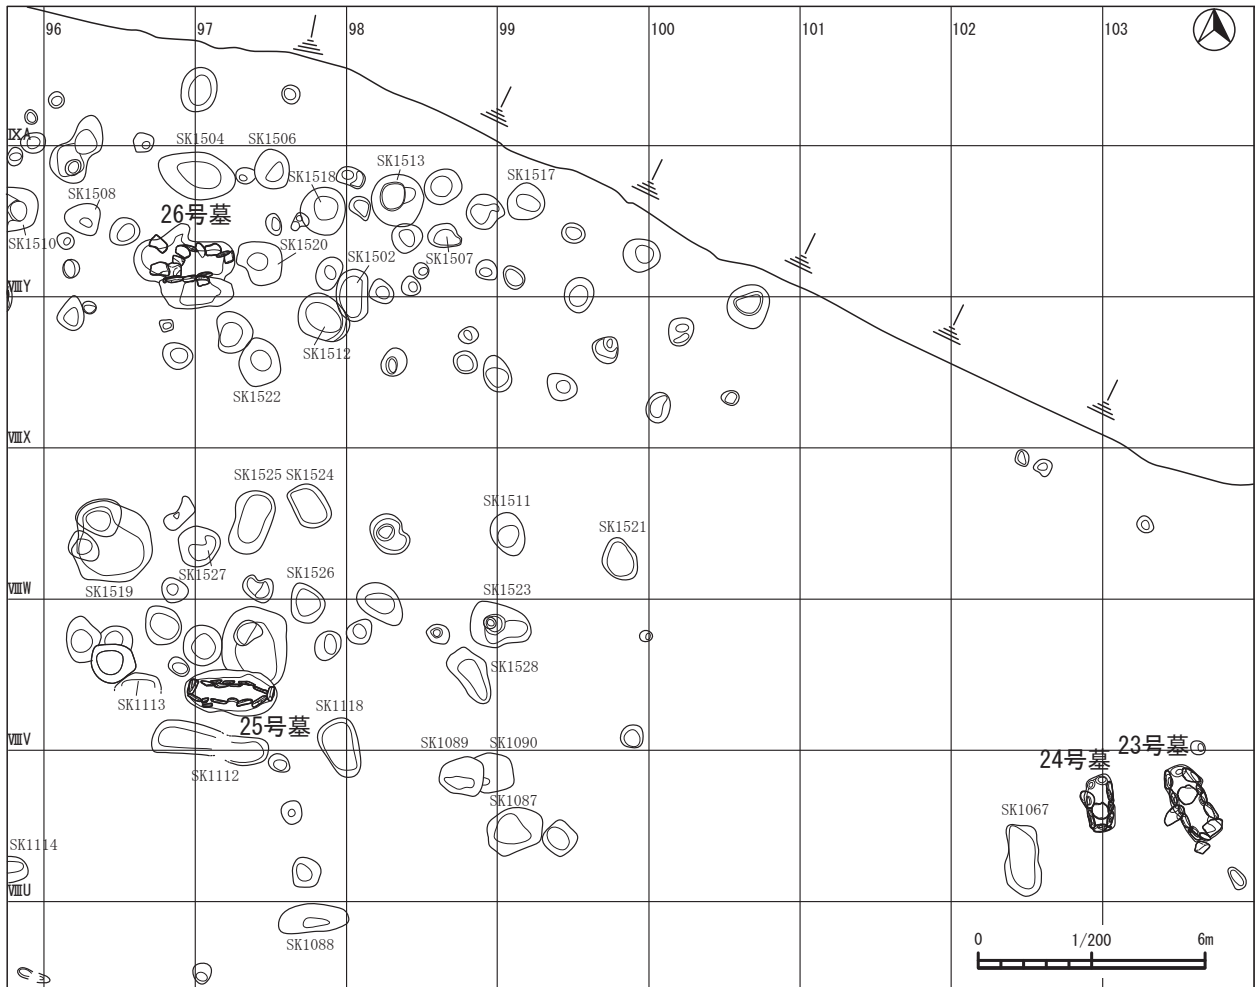 96 97 98 99 100 101 102 103
ⅨA
SK1504 SK1506
SK1513
SK1518
SK1517
SK1508
26号墓
SK1510
SK1520
SK1507
SK1502
ⅧY
SK1512
SK1522
ⅧX
SK1525 SK1524
SK1511
SK1521
SK1527
SK1526
SK1519
ⅧW
SK1523
SK1528
SK1113
SK1118
25号墓
ⅧV
SK1089 SK1090
23号墓
24号墓
SK1112
SK1087
SK1067
SK1114
ⅧU
SK1088
0 1/200 6m